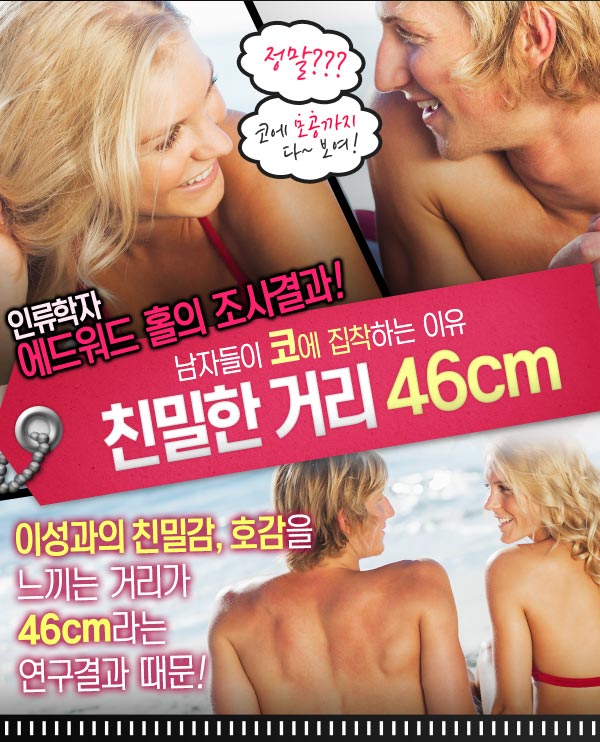 정말???
코에 모공까지
다~ 보여!
인류학자
에드워드 홀의 조사결과!
남자들이 코에 집착하는 이유
친밀한 거리 46cm
이성과의 친밀감, 호감을
느끼는 거리가
46cm라는
연구결과 때문!